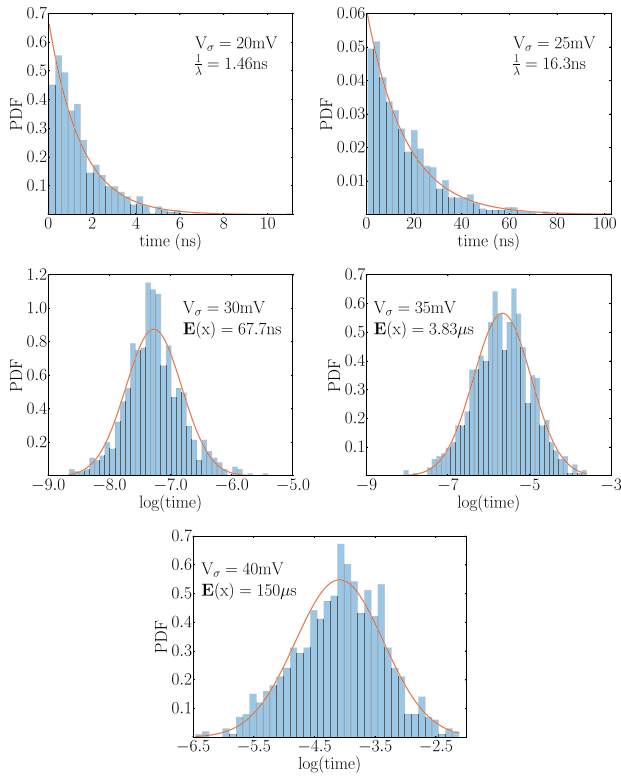 0.7
0.6
0.5
0.4
0.3
0.2
0.1
PDF
V_σ = 20mV
1/λ = 1.46ns
0 2 4 6 8 10
time (ns)
0.06
0.05
0.04
0.03
0.02
0.01
PDF
V_σ = 25mV
1/λ = 16.3ns
0 20 40 60 80 100
time (ns)
1.2
1.0
0.8
0.6
0.4
0.2
PDF
V_σ = 30mV
E(x) = 67.7ns
−9.0 −8.0 −7.0 −6.0 −5.0
log(time)
0.7
0.6
0.5
0.4
0.3
0.2
0.1
PDF
V_σ = 35mV
E(x) = 3.83μs
−9 −7 −5 −3
log(time)
0.7
0.6
0.5
0.4
0.3
0.2
0.1
PDF
V_σ = 40mV
E(x) = 150μs
−6.5 −5.5 −4.5 −3.5 −2.5
log(time)